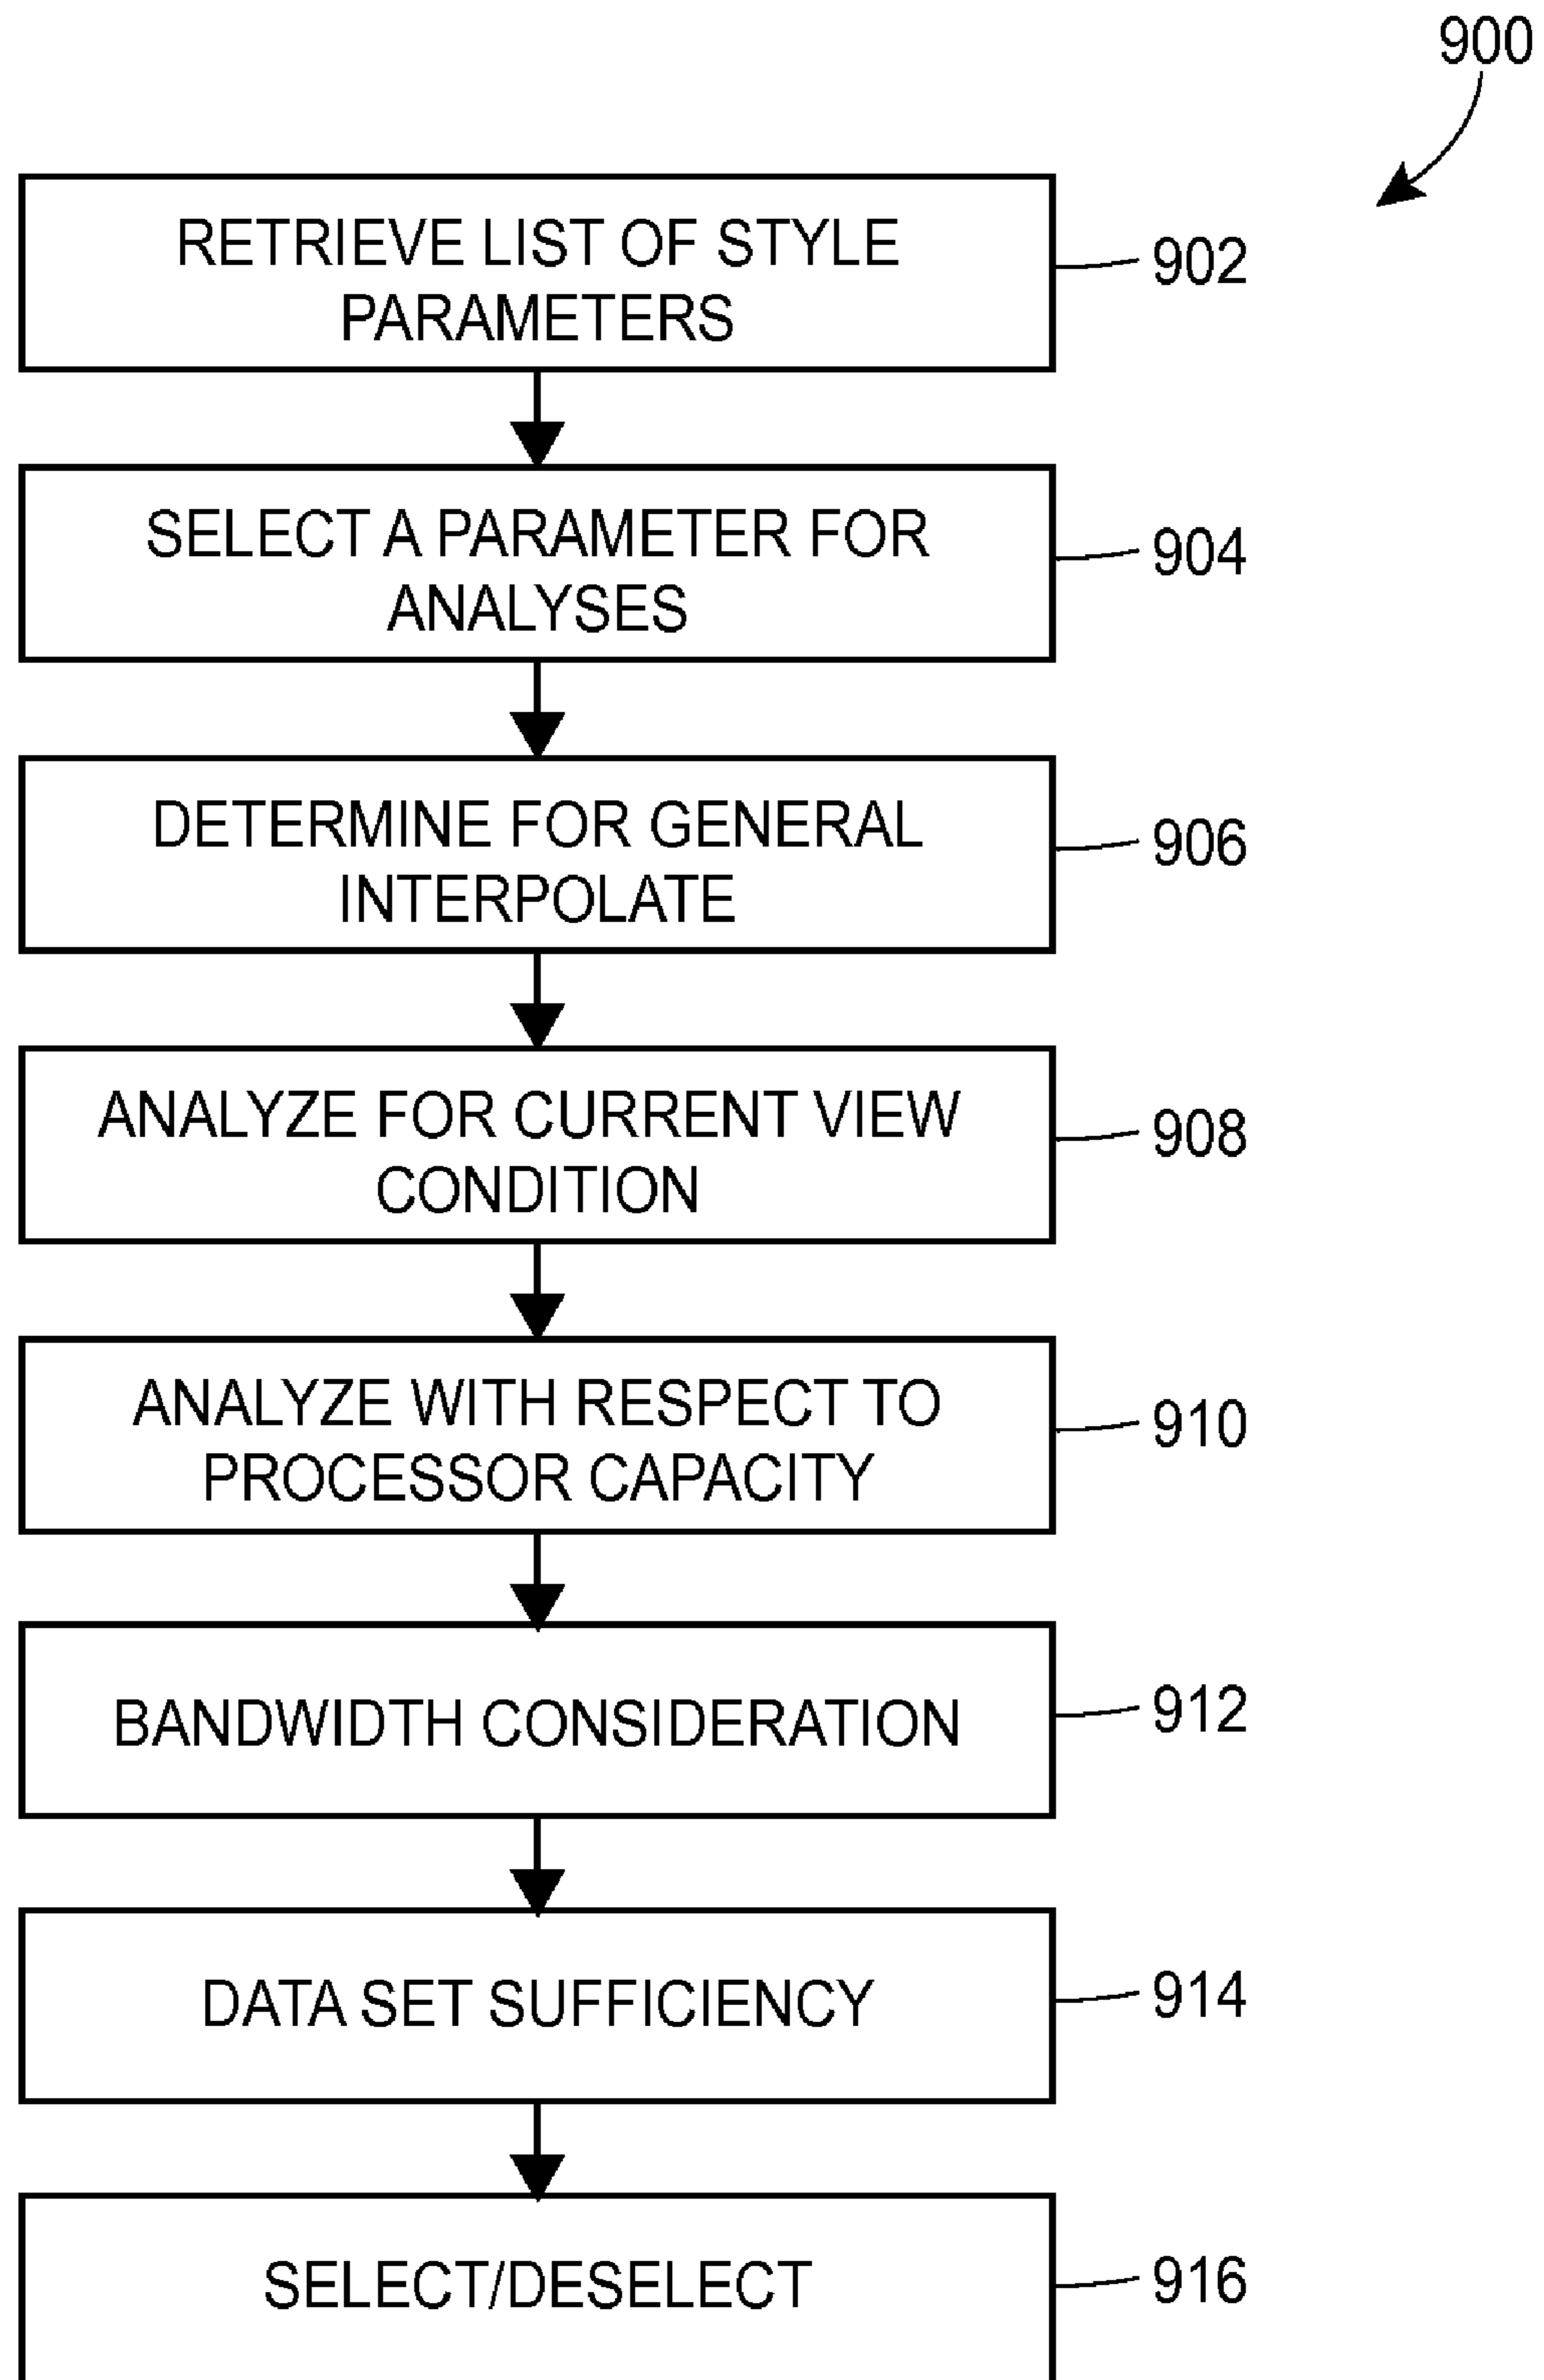 900
RETRIEVE LIST OF STYLE
PARAMETERS
902
SELECT A PARAMETER FOR
ANALYSES
904
DETERMINE FOR GENERAL
INTERPOLATE
906
ANALYZE FOR CURRENT VIEW
CONDITION
908
ANALYZE WITH RESPECT TO
PROCESSOR CAPACITY
910
BANDWIDTH CONSIDERATION
912
DATA SET SUFFICIENCY
914
SELECT/DESELECT
916